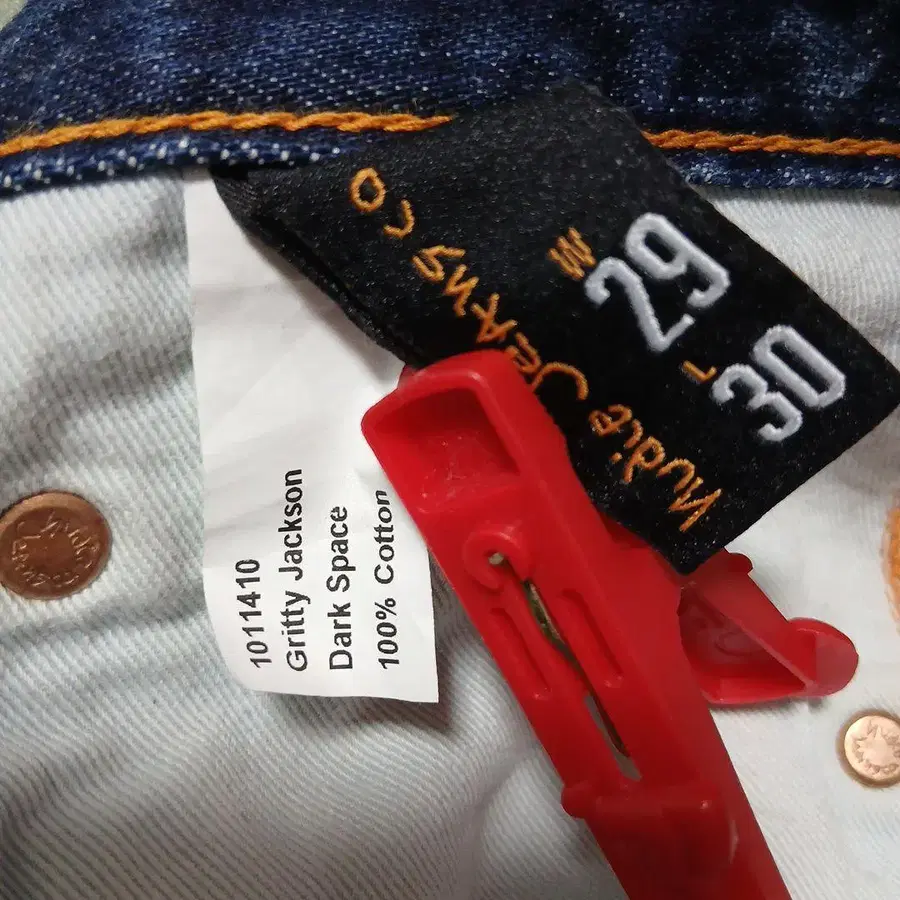 Nudie Jeans co
W 29
L 30
1011410
Gritty Jackson
Dark Space
100% Cotton